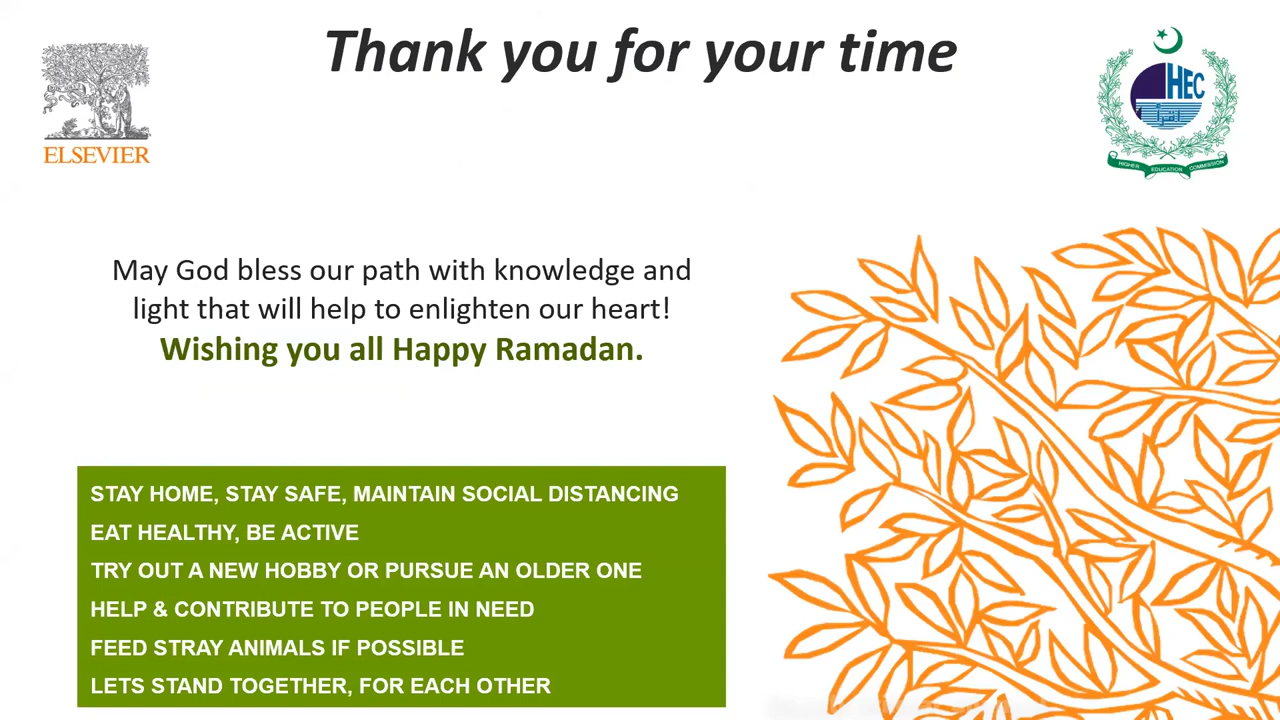 Thank you for your time
ELSEVIER
HEC
HIGHER EDUCATION COMMISSION
May God bless our path with knowledge and
light that will help to enlighten our heart!
Wishing you all Happy Ramadan.
STAY HOME, STAY SAFE, MAINTAIN SOCIAL DISTANCING
EAT HEALTHY, BE ACTIVE
TRY OUT A NEW HOBBY OR PURSUE AN OLDER ONE
HELP & CONTRIBUTE TO PEOPLE IN NEED
FEED STRAY ANIMALS IF POSSIBLE
LETS STAND TOGETHER, FOR EACH OTHER